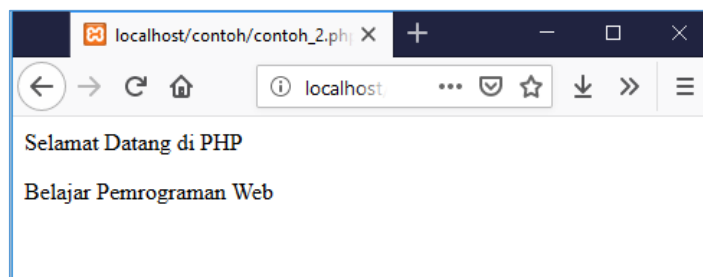 localhost/contoh/contoh_2.ph
localhost
Selamat Datang di PHP
Belajar Pemrograman Web